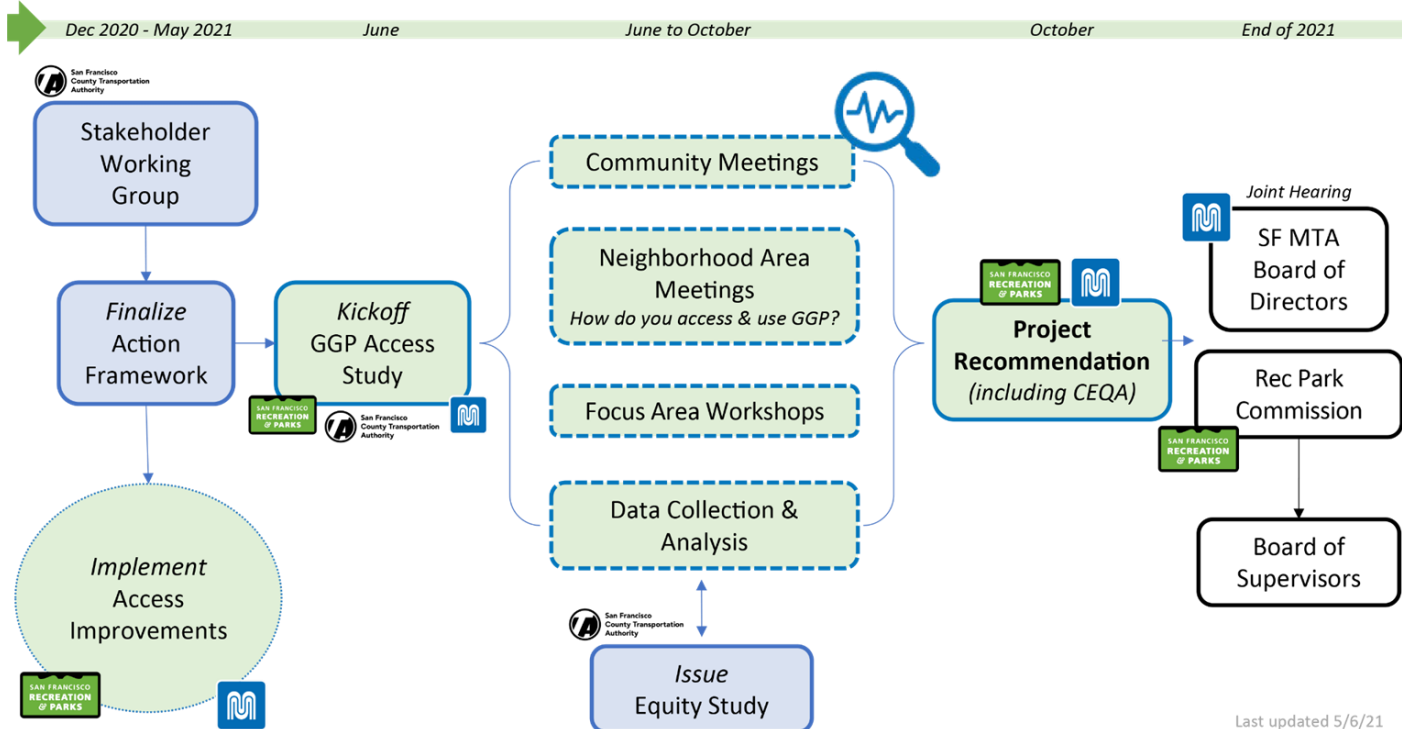 Dec 2020 - May 2021
June
June to October
October
End of 2021
San Francisco
County Transportation
Authority
Stakeholder
Working
Group
Finalize
Action
Framework
Implement
Access
Improvements
SAN FRANCISCO
RECREATION
& PARKS
Kickoff
GGP Access
Study
SAN FRANCISCO
RECREATION
& PARKS
San Francisco
County Transportation
Authority
Community Meetings
Neighborhood Area
Meetings
How do you access & use GGP?
Focus Area Workshops
Data Collection &
Analysis
San Francisco
County Transportation
Authority
Issue
Equity Study
SAN FRANCISCO
RECREATION
& PARKS
Project
Recommendation
(including CEQA)
Joint Hearing
SF MTA
Board of
Directors
Rec Park
Commission
SAN FRANCISCO
RECREATION
& PARKS
Board of
Supervisors
Last updated 5/6/21